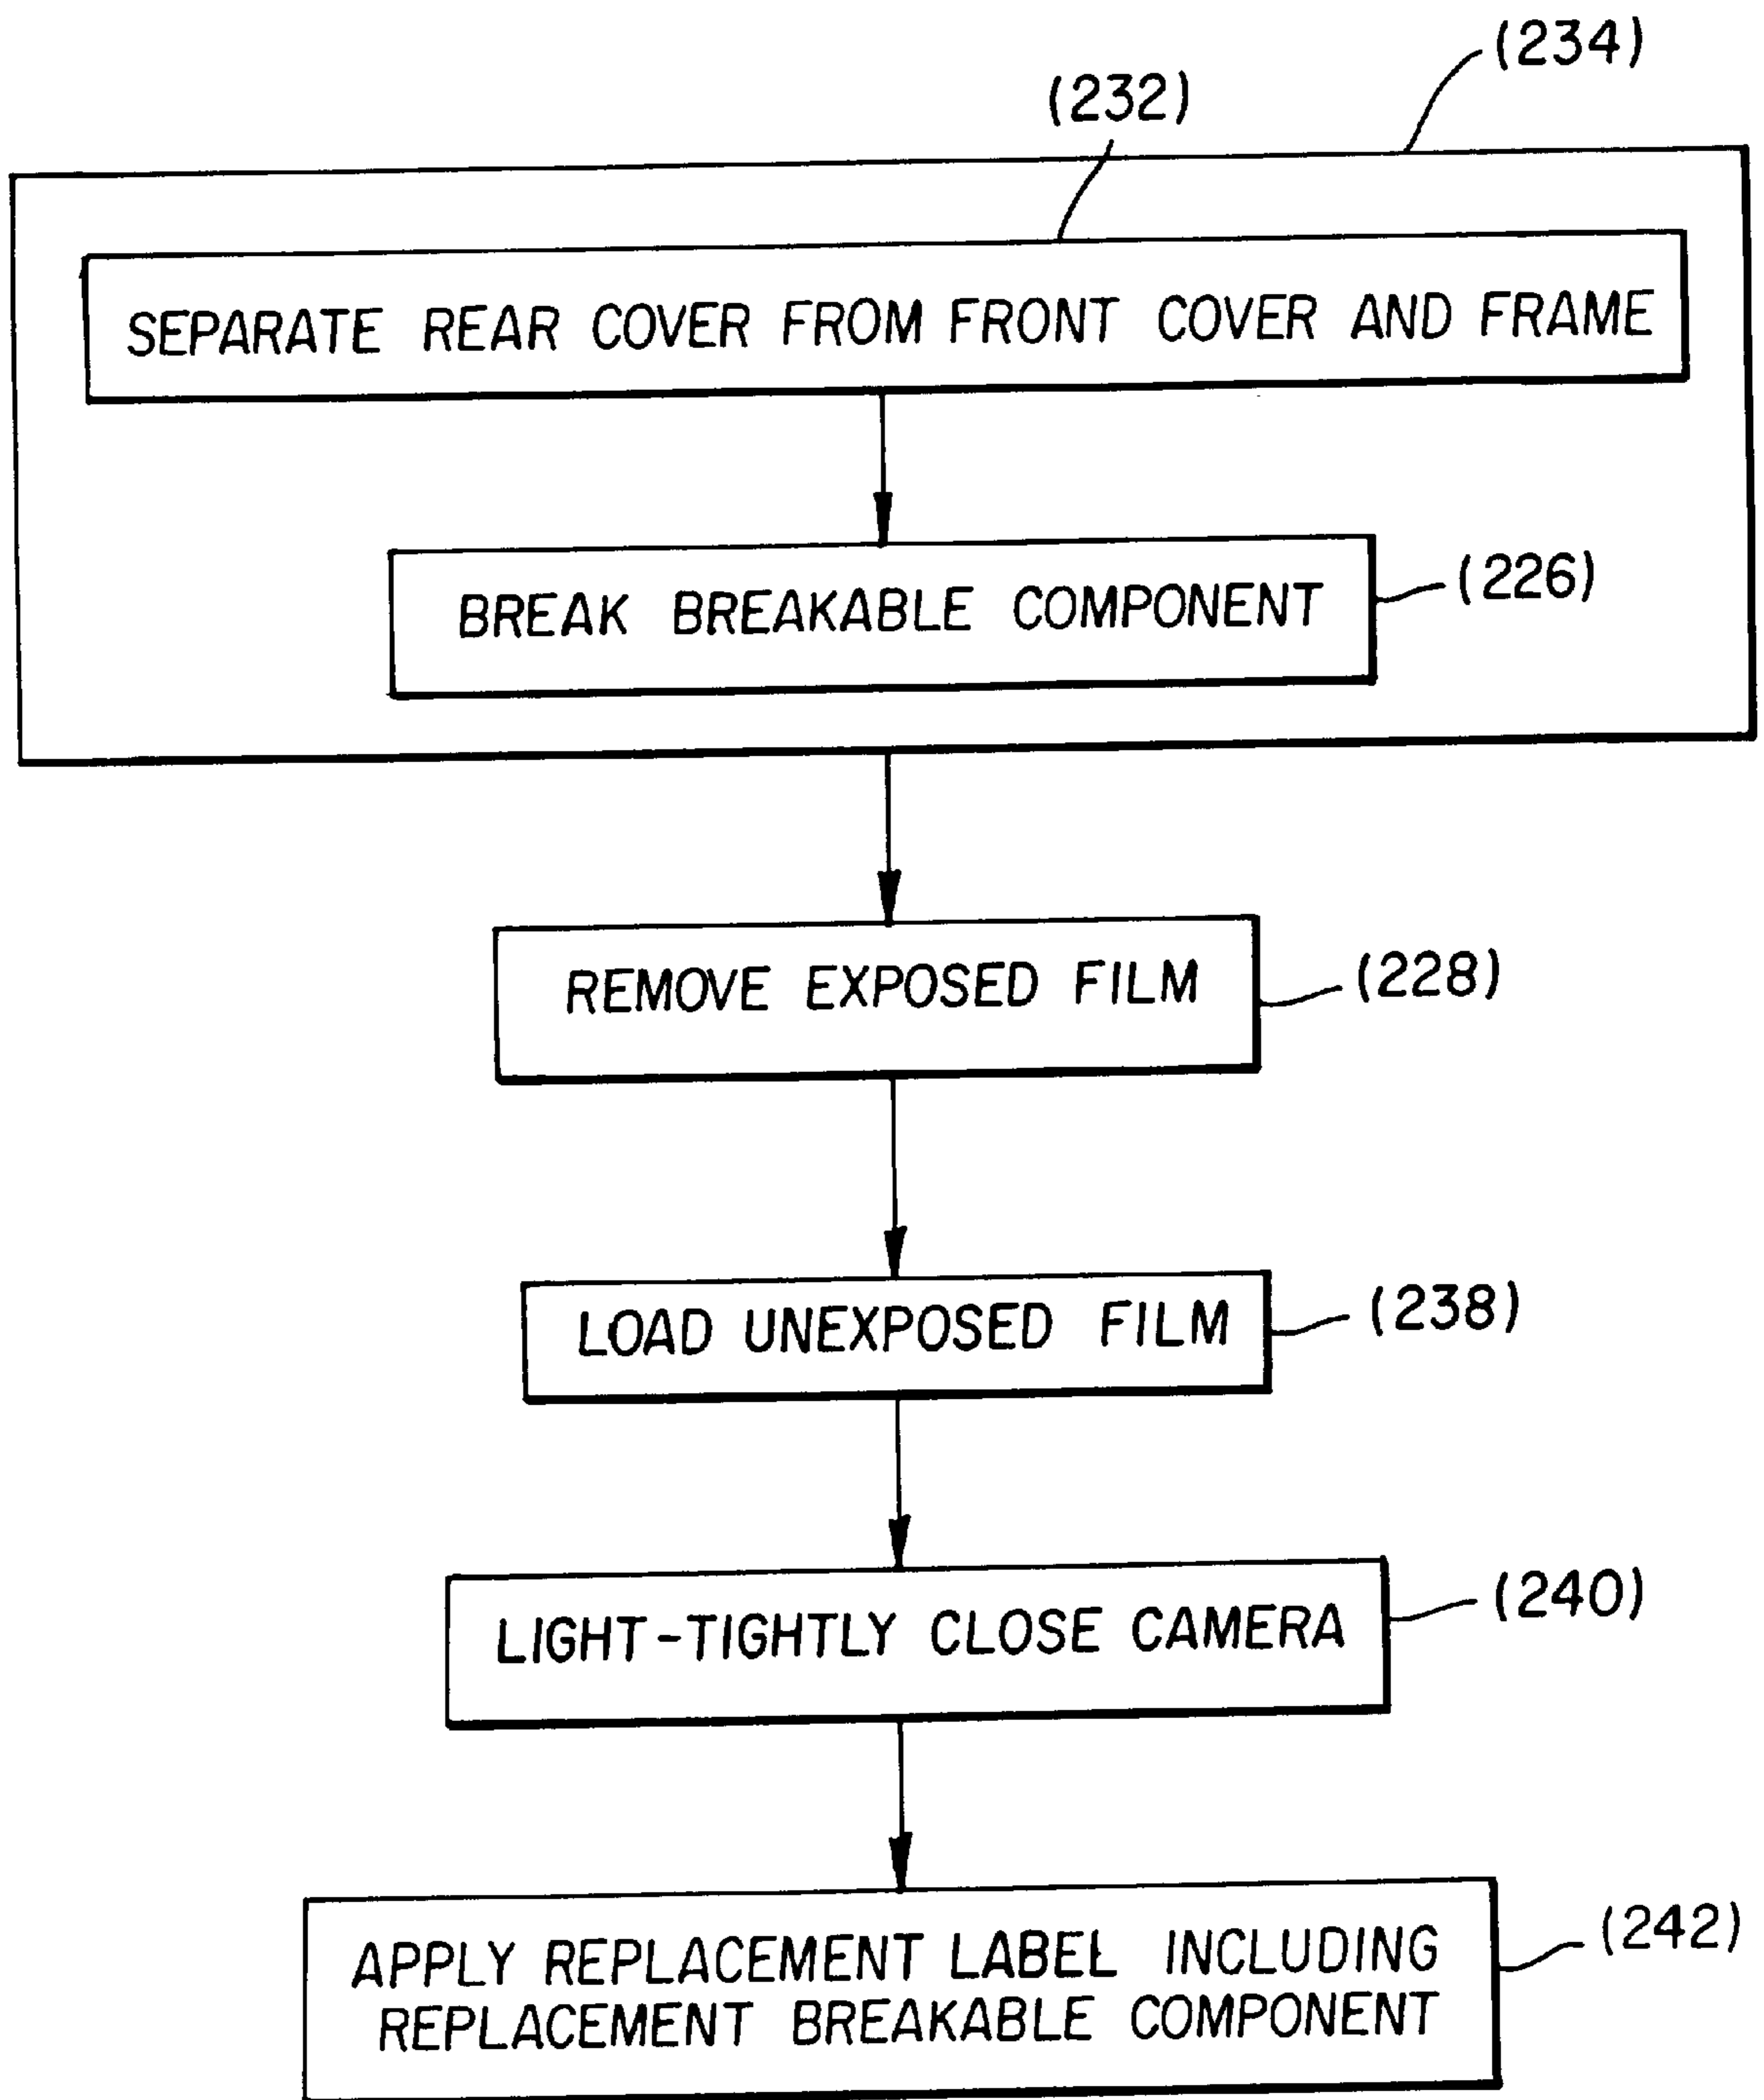 (234)
(232)
SEPARATE REAR COVER FROM FRONT COVER AND FRAME
BREAK BREAKABLE COMPONENT
(226)
REMOVE EXPOSED FILM
(228)
LOAD UNEXPOSED FILM
(238)
LIGHT-TIGHTLY CLOSE CAMERA
(240)
APPLY REPLACEMENT LABEL INCLUDING
REPLACEMENT BREAKABLE COMPONENT
(242)